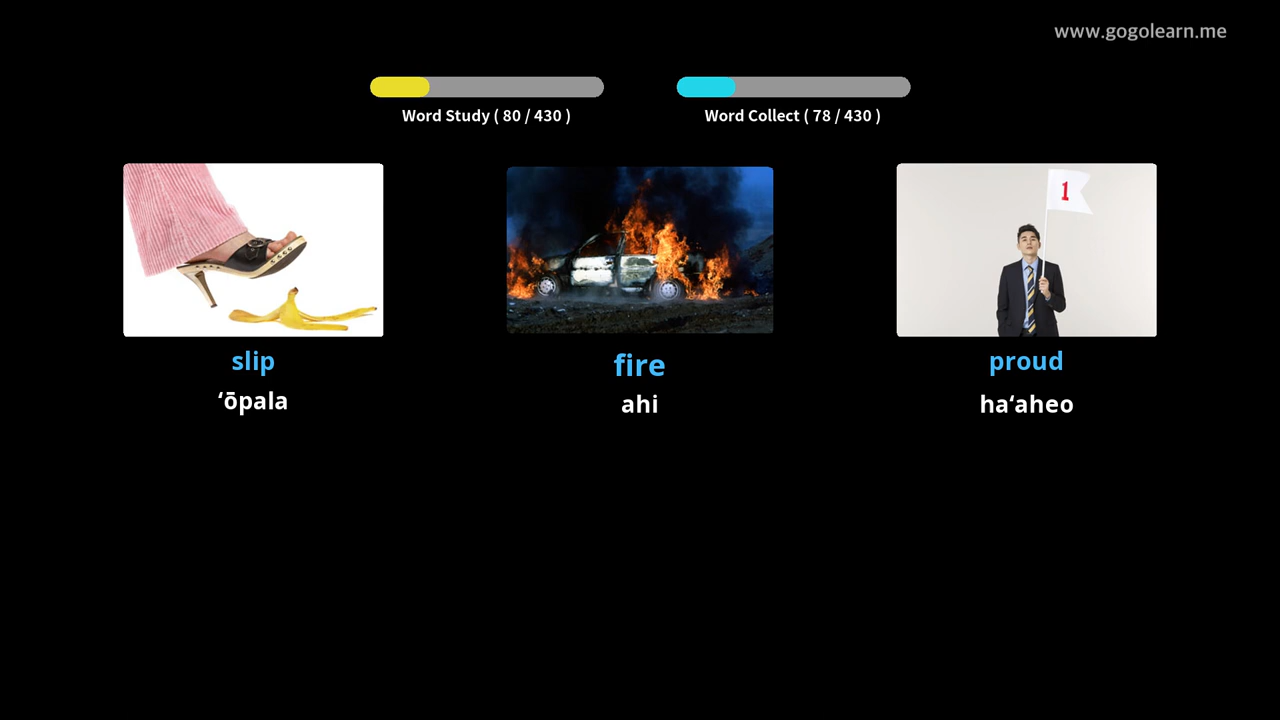 www.gogolearn.me
Word Study ( 80 / 430 )
Word Collect ( 78 / 430 )
1
slip
fire
proud
ʻōpala
ahi
haʻaheo